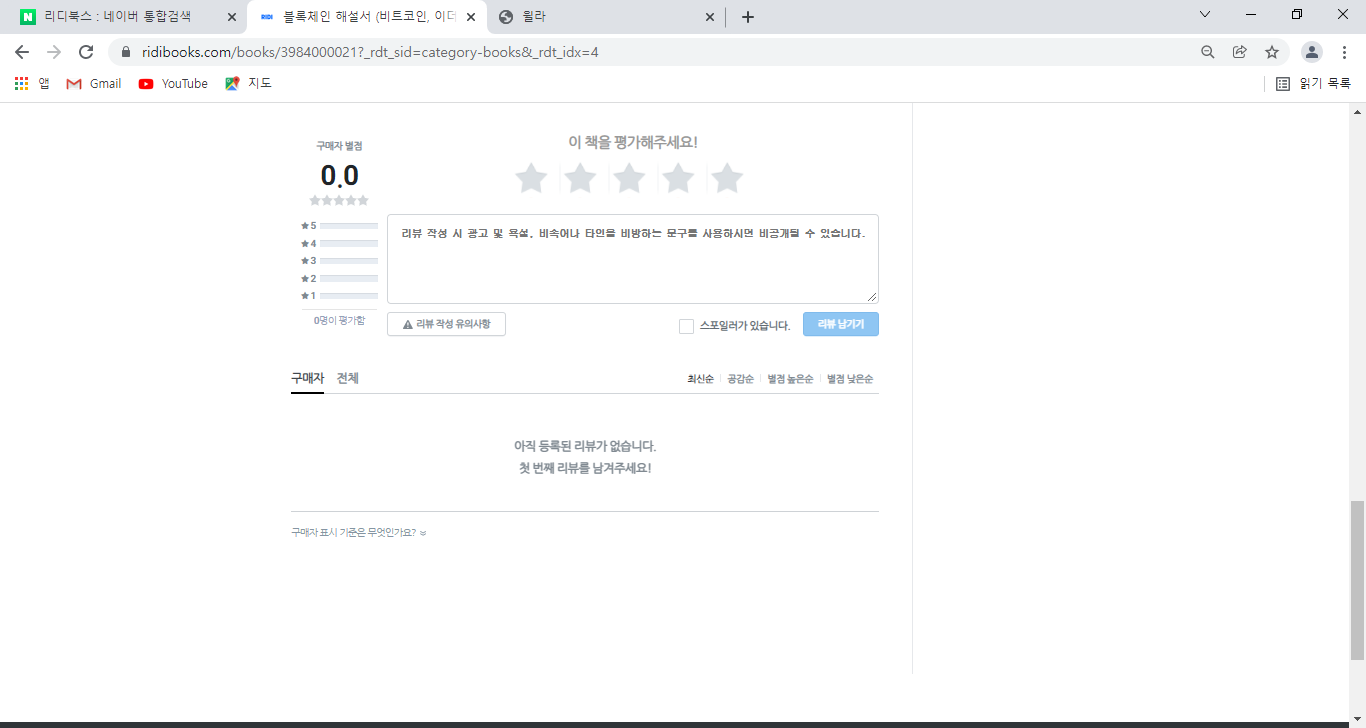 리디북스 : 네이버 통합검색
RIDI 블록체인 해설서 (비트코인, 이더
윌라
ridibooks.com/books/3984000021?_rdt_sid=category-books&_rdt_idx=4
앱 Gmail YouTube 지도 읽기 목록
구매자 별점
0.0
5
4
3
2
1
0명이 평가함
이 책을 평가해주세요!
리뷰 작성 시 광고 및 욕설, 비속어나 타인을 비방하는 문구를 사용하시면 비공개될 수 있습니다.
리뷰 작성 유의사항 스포일러가 있습니다. 리뷰 남기기
구매자 전체 최신순 공감순 별점 높은순 별점 낮은순
아직 등록된 리뷰가 없습니다.
첫 번째 리뷰를 남겨주세요!
구매자 표시 기준은 무엇인가요?